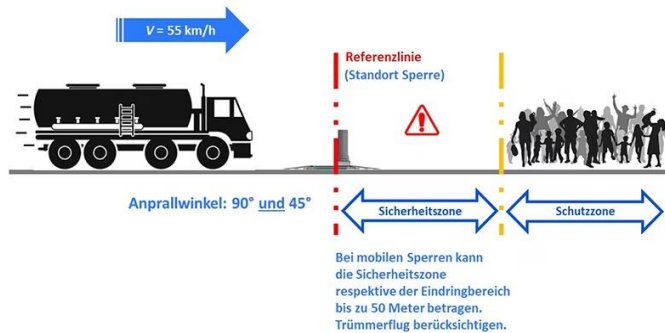 V = 55 km/h
Referenzlinie
(Standort Sperre)
Anprallwinkel: 90° und 45°
Sicherheitszone
Schutzzone
Bei mobilen Sperren kann
die Sicherheitszone
respektive der Eindringbereich
bis zu 50 Meter betragen.
Trümmerflug berücksichtigen.